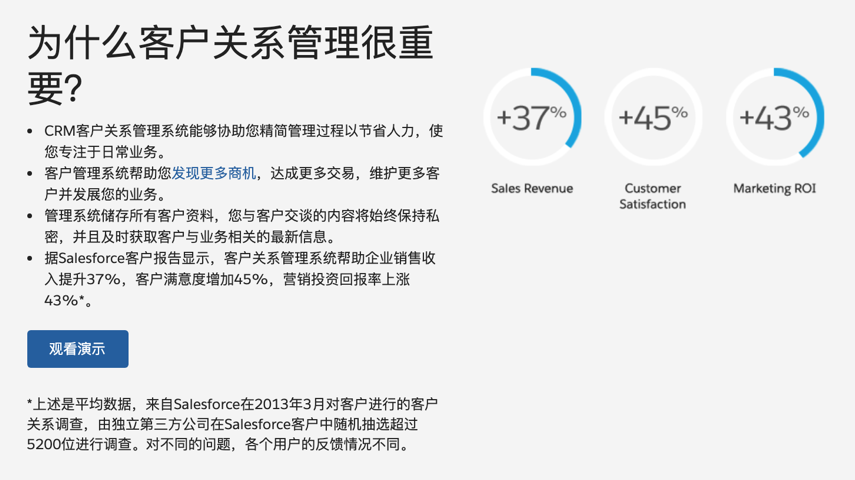 为什么客户关系管理很重
要?
• CRM客户关系管理系统能够协助您精简管理过程以节省人力，使
您专注于日常业务。
• 客户管理系统帮助您发现更多商机，达成更多交易，维护更多客
户并发展您的业务。
• 管理系统储存所有客户资料，您与客户交谈的内容将始终保持私
密，并且及时获取客户与业务相关的最新信息。
• 据Salesforce客户报告显示，客户关系管理系统帮助企业销售收
入提升37%，客户满意度增加45%，营销投资回报率上涨
43%*。
观看演示
*上述是平均数据，来自Salesforce在2013年3月对客户进行的客户
关系调查，由独立第三方公司在Salesforce客户中随机抽选超过
5200位进行调查。对不同的问题，各个用户的反馈情况不同。
+37%
Sales Revenue
+45%
Customer
Satisfaction
+43%
Marketing ROI